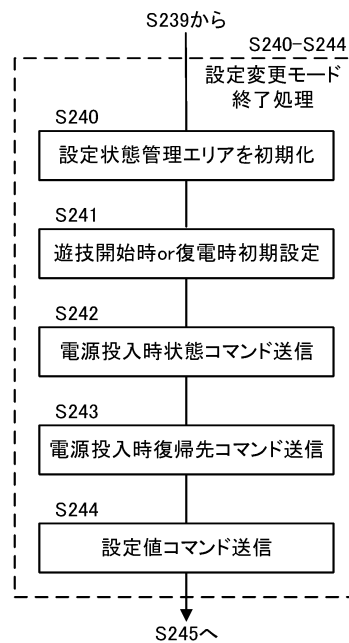 S239から
S240-S244
設定変更モード
終了処理
S240
設定状態管理エリアを初期化
S241
遊技開始時or復電時初期設定
S242
電源投入時状態コマンド送信
S243
電源投入時復帰先コマンド送信
S244
設定値コマンド送信
S245へ